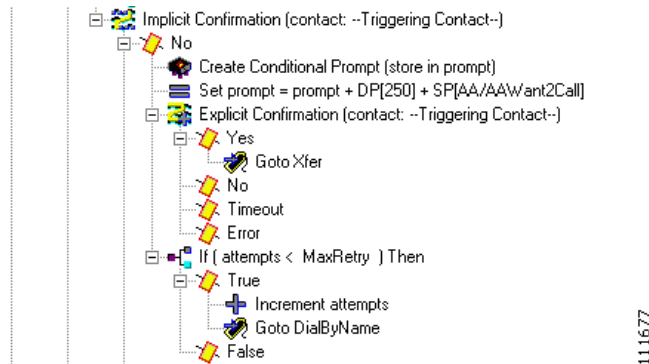 Implicit Confirmation (contact: --Triggering Contact--)
No
Create Conditional Prompt (store in prompt)
Set prompt = prompt + DP[250] + SP[AA/AAWant2Call]
Explicit Confirmation (contact: --Triggering Contact--)
Yes
Goto Xfer
No
Timeout
Error
If ( attempts < MaxRetry ) Then
True
Increment attempts
Goto DialByName
False
111677